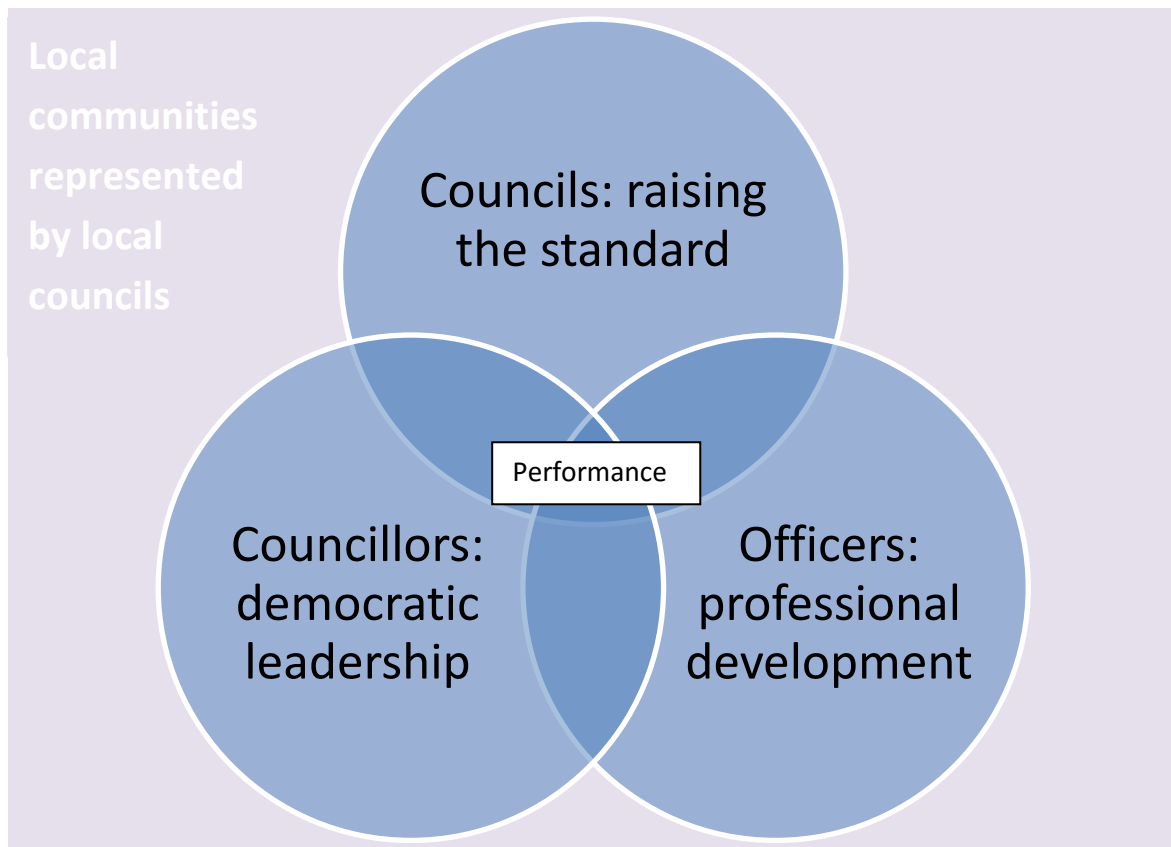 Local
communities
represented
by local
councils
Councils: raising
the standard
Performance
Councillors:
democratic
leadership
Officers:
professional
development